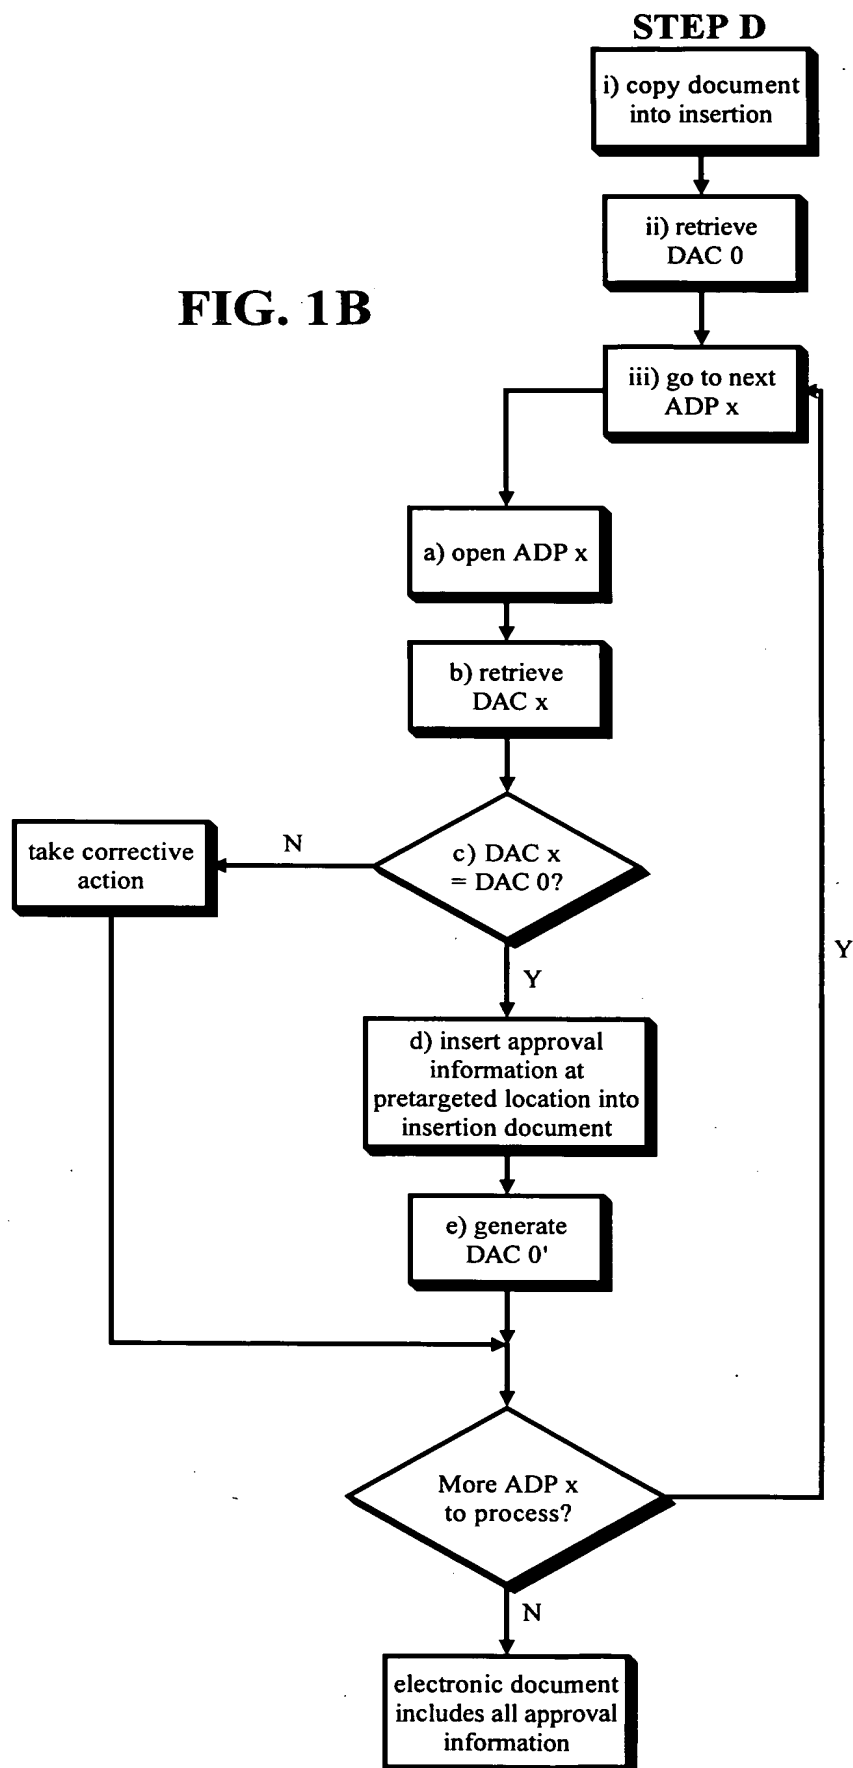 STEP D
i) copy document
into insertion
ii) retrieve
DAC 0
FIG. 1B
iii) go to next
ADP x
a) open ADP x
b) retrieve
DAC x
c) DAC x
= DAC 0?
N
take corrective
action
Y
Y
d) insert approval
information at
pretargeted location into
insertion document
e) generate
DAC 0'
More ADP x
to process?
N
electronic document
includes all approval
information